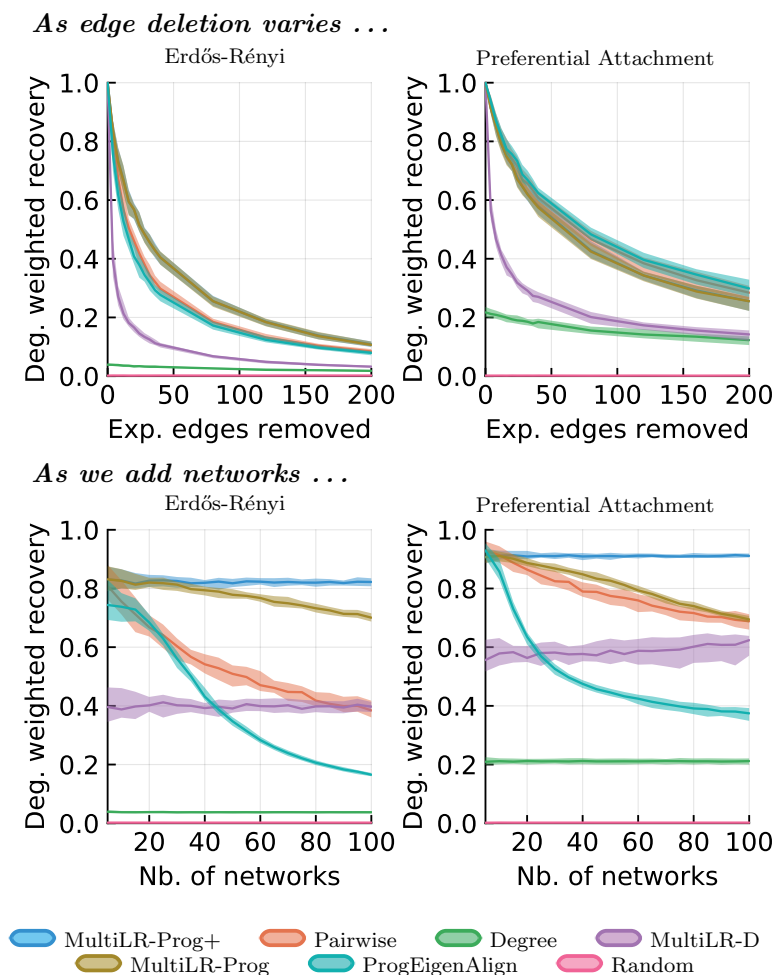 As edge deletion varies ...
Erdős-Rényi
Preferential Attachment
Deg. weighted recovery
1.0
0.8
0.6
0.4
0.2
0.0
0 50 100 150 200
Exp. edges removed
Deg. weighted recovery
1.0
0.8
0.6
0.4
0.2
0.0
0 50 100 150 200
Exp. edges removed
As we add networks ...
Erdős-Rényi
Preferential Attachment
Deg. weighted recovery
1.0
0.8
0.6
0.4
0.2
0.0
20 40 60 80 100
Nb. of networks
Deg. weighted recovery
1.0
0.8
0.6
0.4
0.2
0.0
20 40 60 80 100
Nb. of networks
MultiLR-Prog+ Pairwise Degree MultiLR-D
MultiLR-Prog ProgEigenAlign Random